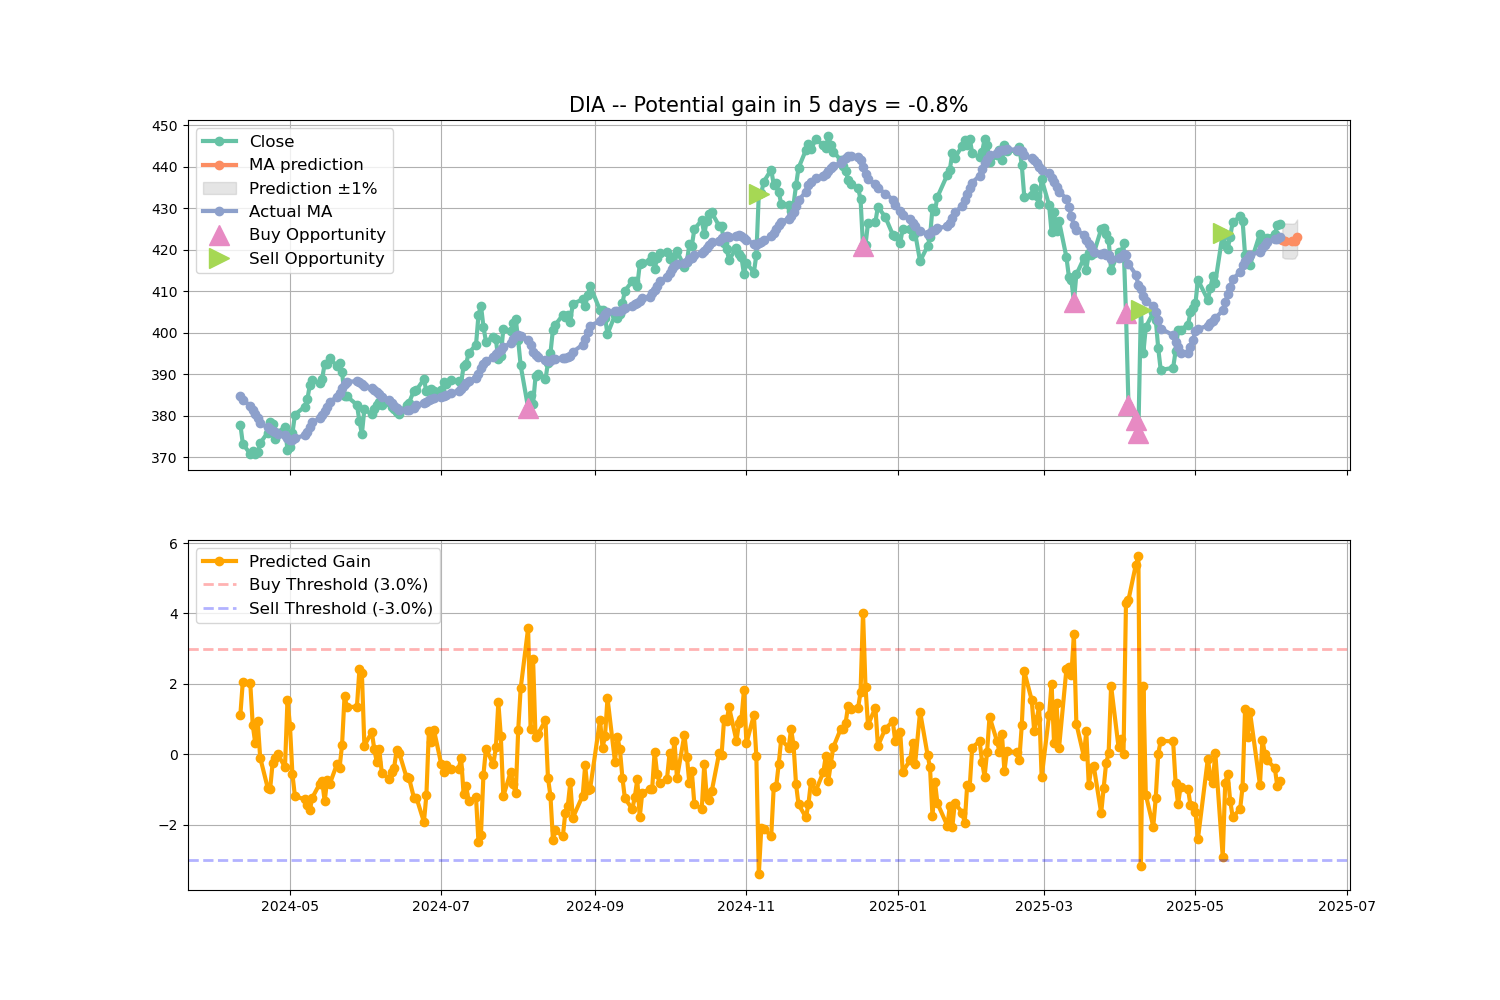 DIA -- Potential gain in 5 days = -0.8%
450
440
430
420
410
400
390
380
370
Close
MA prediction
Prediction ±1%
Actual MA
Buy Opportunity
Sell Opportunity
6
4
2
0
−2
Predicted Gain
Buy Threshold (3.0%)
Sell Threshold (-3.0%)
2024-05
2024-07
2024-09
2024-11
2025-01
2025-03
2025-05
2025-07